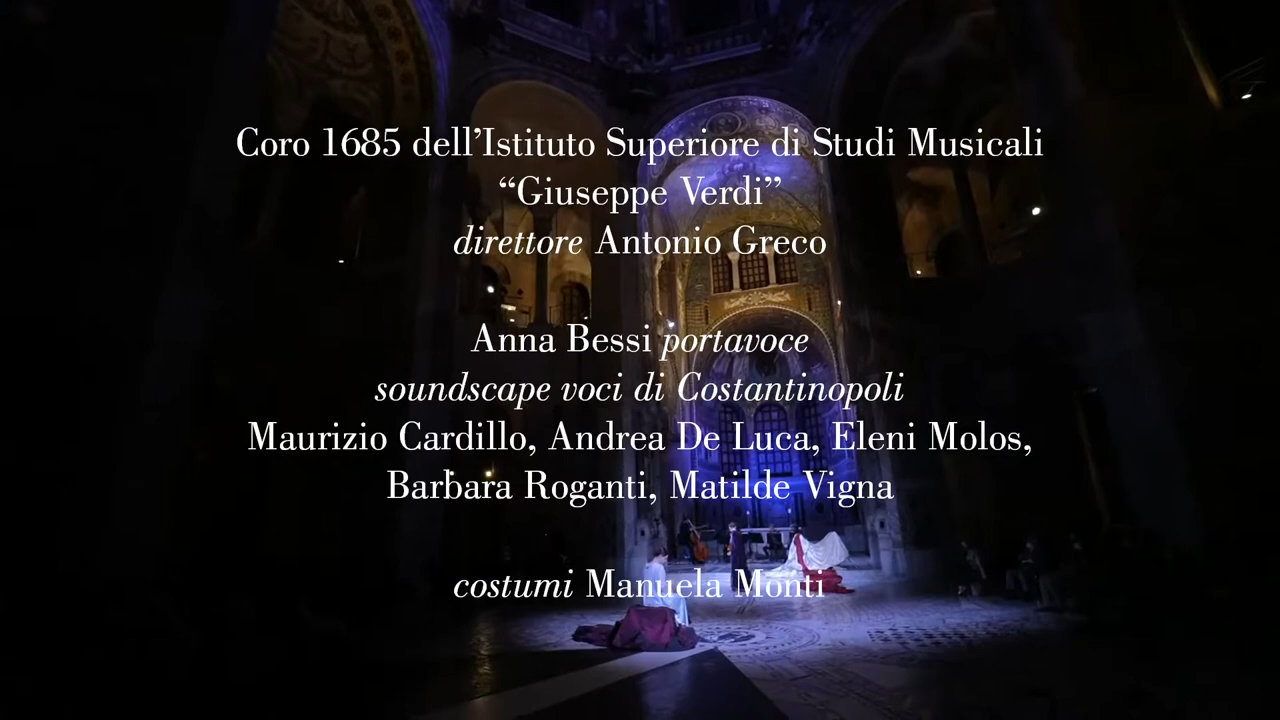 Coro 1685 dell’Istituto Superiore di Studi Musicali
“Giuseppe Verdi”
direttore Antonio Greco
Anna Bessi portavoce
soundscape voci di Costantinopoli
Maurizio Cardillo, Andrea De Luca, Eleni Molos,
Barbara Roganti, Matilde Vigna
costumi Manuela Monti